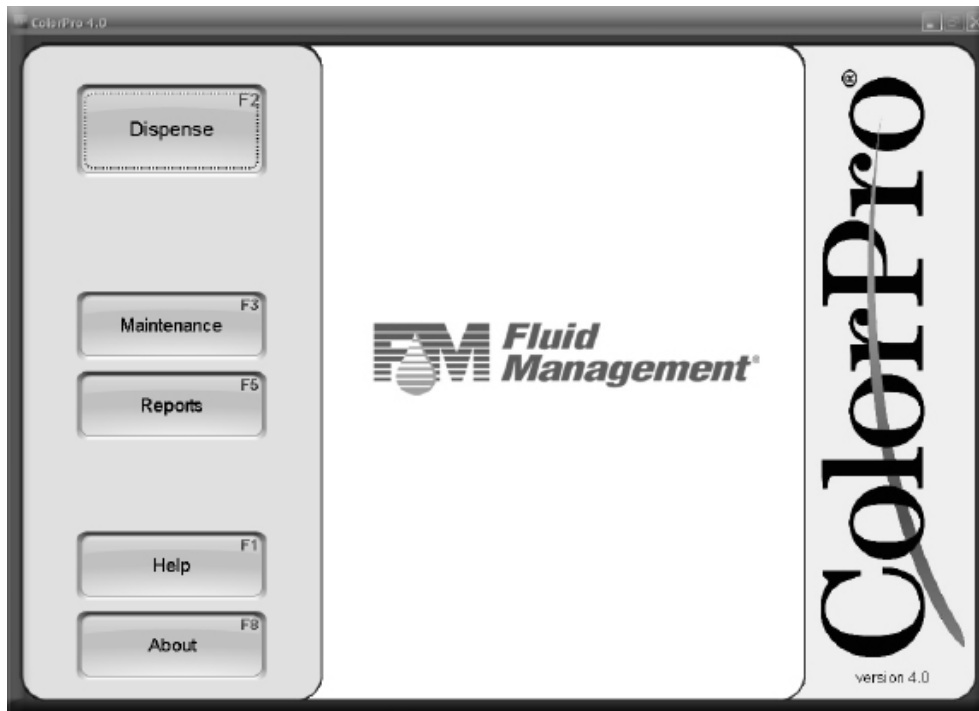 ColorPro 4.0
F2
Dispense
F3
Maintenance
F5
Reports
F1
Help
F8
About
FM Fluid
Management®
ColorPro®
version 4.0